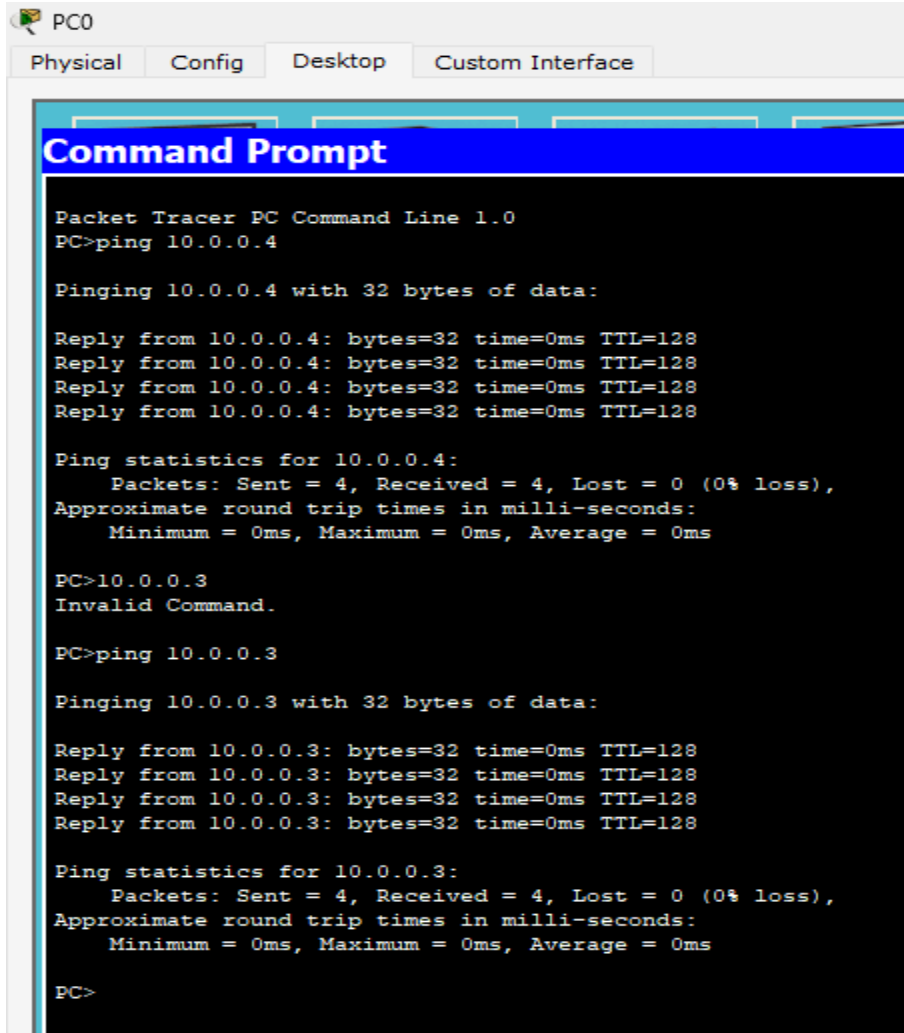 PC0
Physical Config Desktop Custom Interface
Command Prompt
Packet Tracer PC Command Line 1.0
PC>ping 10.0.0.4
Pinging 10.0.0.4 with 32 bytes of data:
Reply from 10.0.0.4: bytes=32 time=0ms TTL=128
Reply from 10.0.0.4: bytes=32 time=0ms TTL=128
Reply from 10.0.0.4: bytes=32 time=0ms TTL=128
Reply from 10.0.0.4: bytes=32 time=0ms TTL=128
Ping statistics for 10.0.0.4:
Packets: Sent = 4, Received = 4, Lost = 0 (0% loss),
Approximate round trip times in milli-seconds:
Minimum = 0ms, Maximum = 0ms, Average = 0ms
PC>10.0.0.3
Invalid Command.
PC>ping 10.0.0.3
Pinging 10.0.0.3 with 32 bytes of data:
Reply from 10.0.0.3: bytes=32 time=0ms TTL=128
Reply from 10.0.0.3: bytes=32 time=0ms TTL=128
Reply from 10.0.0.3: bytes=32 time=0ms TTL=128
Reply from 10.0.0.3: bytes=32 time=0ms TTL=128
Ping statistics for 10.0.0.3:
Packets: Sent = 4, Received = 4, Lost = 0 (0% loss),
Approximate round trip times in milli-seconds:
Minimum = 0ms, Maximum = 0ms, Average = 0ms
PC>